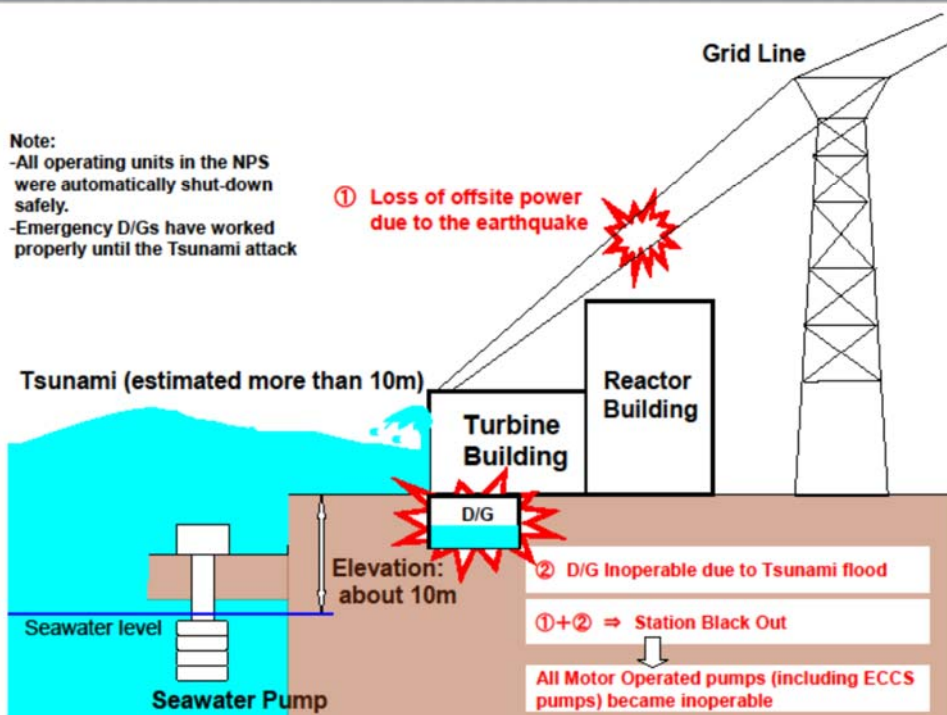 Grid Line
Note:
-All operating units in the NPS
were automatically shut-down
safely.
-Emergency D/Gs have worked
properly until the Tsunami attack
① Loss of offsite power
due to the earthquake
Tsunami (estimated more than 10m)
Reactor
Building
Turbine
Building
D/G
Elevation:
about 10m
Seawater level
Seawater Pump
② D/G Inoperable due to Tsunami flood
①+② ⇒ Station Black Out
All Motor Operated pumps (including ECCS
pumps) became inoperable